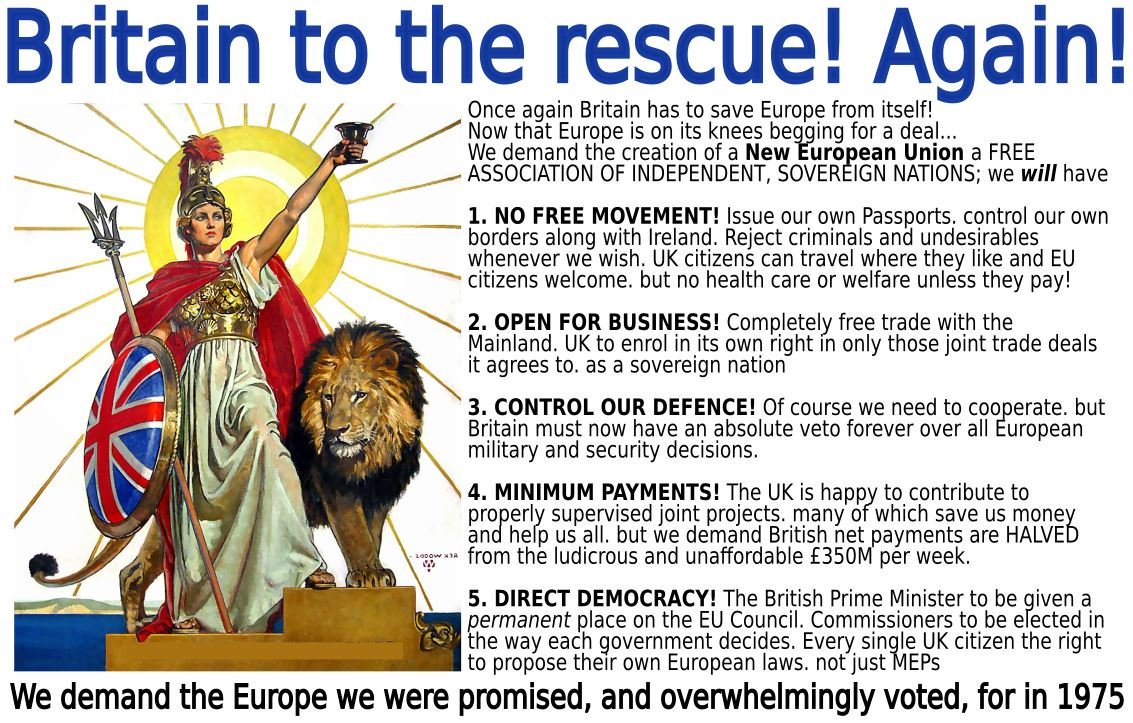 Britain to the rescue! Again!
Once again Britain has to save Europe from itself!
Now that Europe is on its knees begging for a deal...
We demand the creation of a New European Union a FREE
ASSOCIATION OF INDEPENDENT, SOVEREIGN NATIONS; we will have
1. NO FREE MOVEMENT! Issue our own Passports. control our own
borders along with Ireland. Reject criminals and undesirables
whenever we wish. UK citizens can travel where they like and EU
citizens welcome. but no health care or welfare unless they pay!
2. OPEN FOR BUSINESS! Completely free trade with the
Mainland. UK to enrol in its own right in only those joint trade deals
it agrees to. as a sovereign nation
3. CONTROL OUR DEFENCE! Of course we need to cooperate. but
Britain must now have an absolute veto forever over all European
military and security decisions.
4. MINIMUM PAYMENTS! The UK is happy to contribute to
properly supervised joint projects. many of which save us money
and help us all. but we demand British net payments are HALVED
from the ludicrous and unaffordable £350M per week.
5. DIRECT DEMOCRACY! The British Prime Minister to be given a
permanent place on the EU Council. Commissioners to be elected in
the way each government decides. Every single UK citizen the right
to propose their own European laws. not just MEPs
We demand the Europe we were promised, and overwhelmingly voted, for in 1975